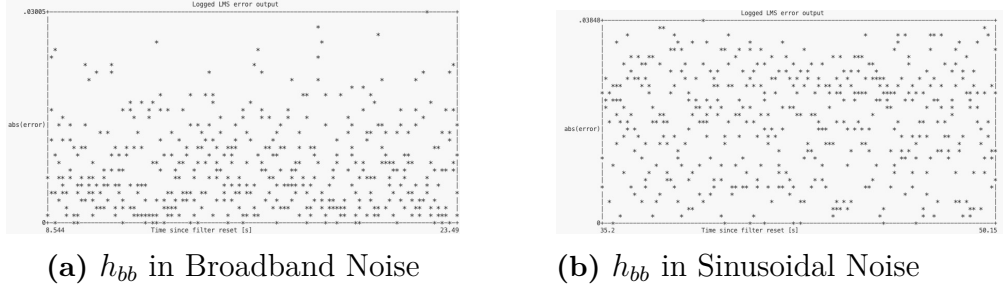 Logged LMS error output
.03005
abs(error)
0
8.544
Time since filter reset [s]
23.49
(a) h_bb in Broadband Noise
Logged LMS error output
.03848
abs(error)
0
35.2
Time since filter reset [s]
50.15
(b) h_bb in Sinusoidal Noise